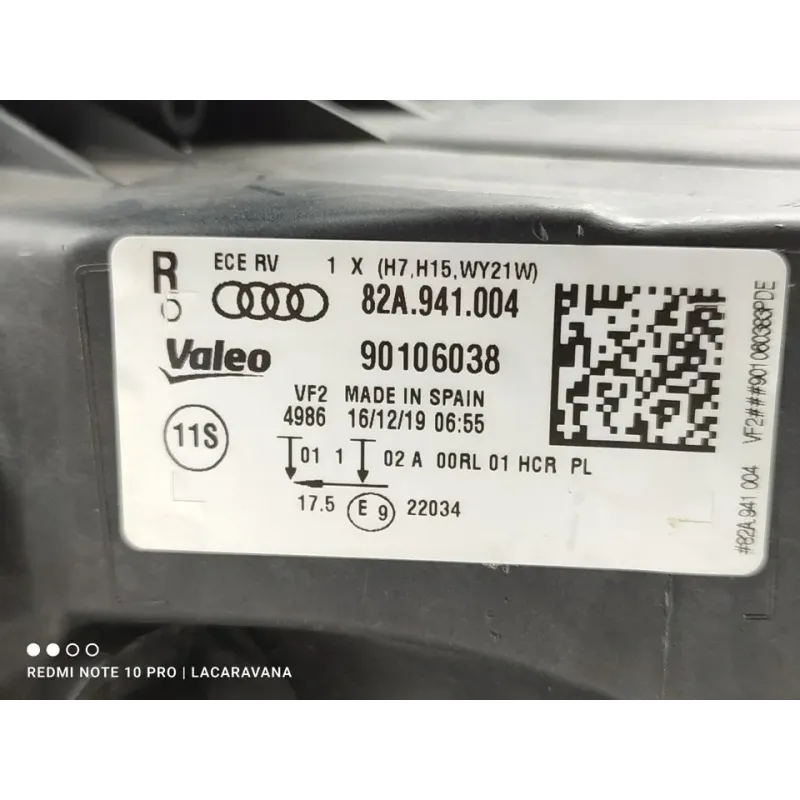 R ECE RV 1 X (H7,H15,WY21W)
82A.941.004
Valeo 90106038
VF2 MADE IN SPAIN
4986 16/12/19 06:55
11S
01 1 02 A 00RL 01 HCR PL
17.5 E 9 22034
#82A.941.004 VF2###901060383PDE
REDMI NOTE 10 PRO | LACARAVANA